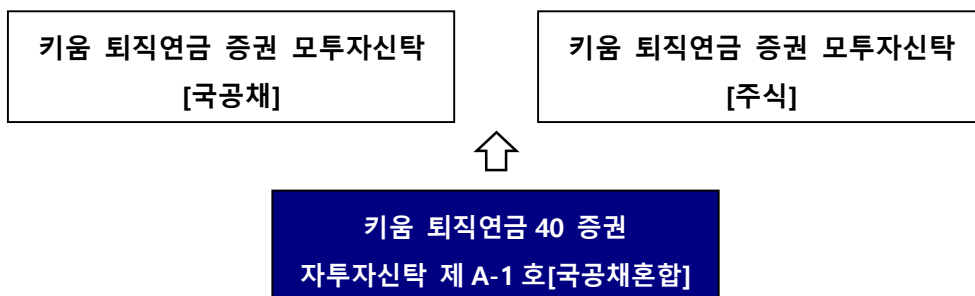 키움 퇴직연금 증권 모투자신탁
[국공채]
키움 퇴직연금 증권 모투자신탁
[주식]
키움 퇴직연금 40 증권
자투자신탁 제 A-1 호[국공채혼합]